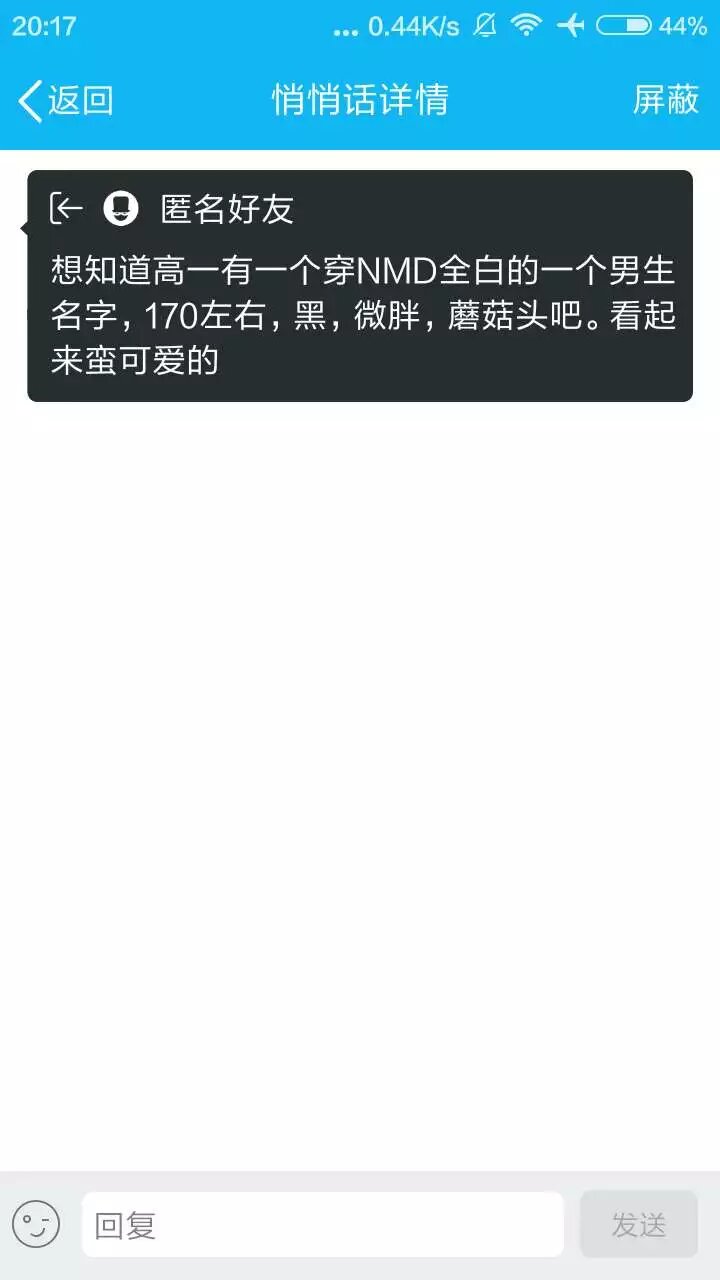 20:17 ... 0.44K/s 44%
返回 悄悄话详情 屏蔽
匿名好友
想知道高一有一个穿NMD全白的一个男生
名字，170左右，黑，微胖，蘑菇头吧。看起
来蛮可爱的
回复 发送